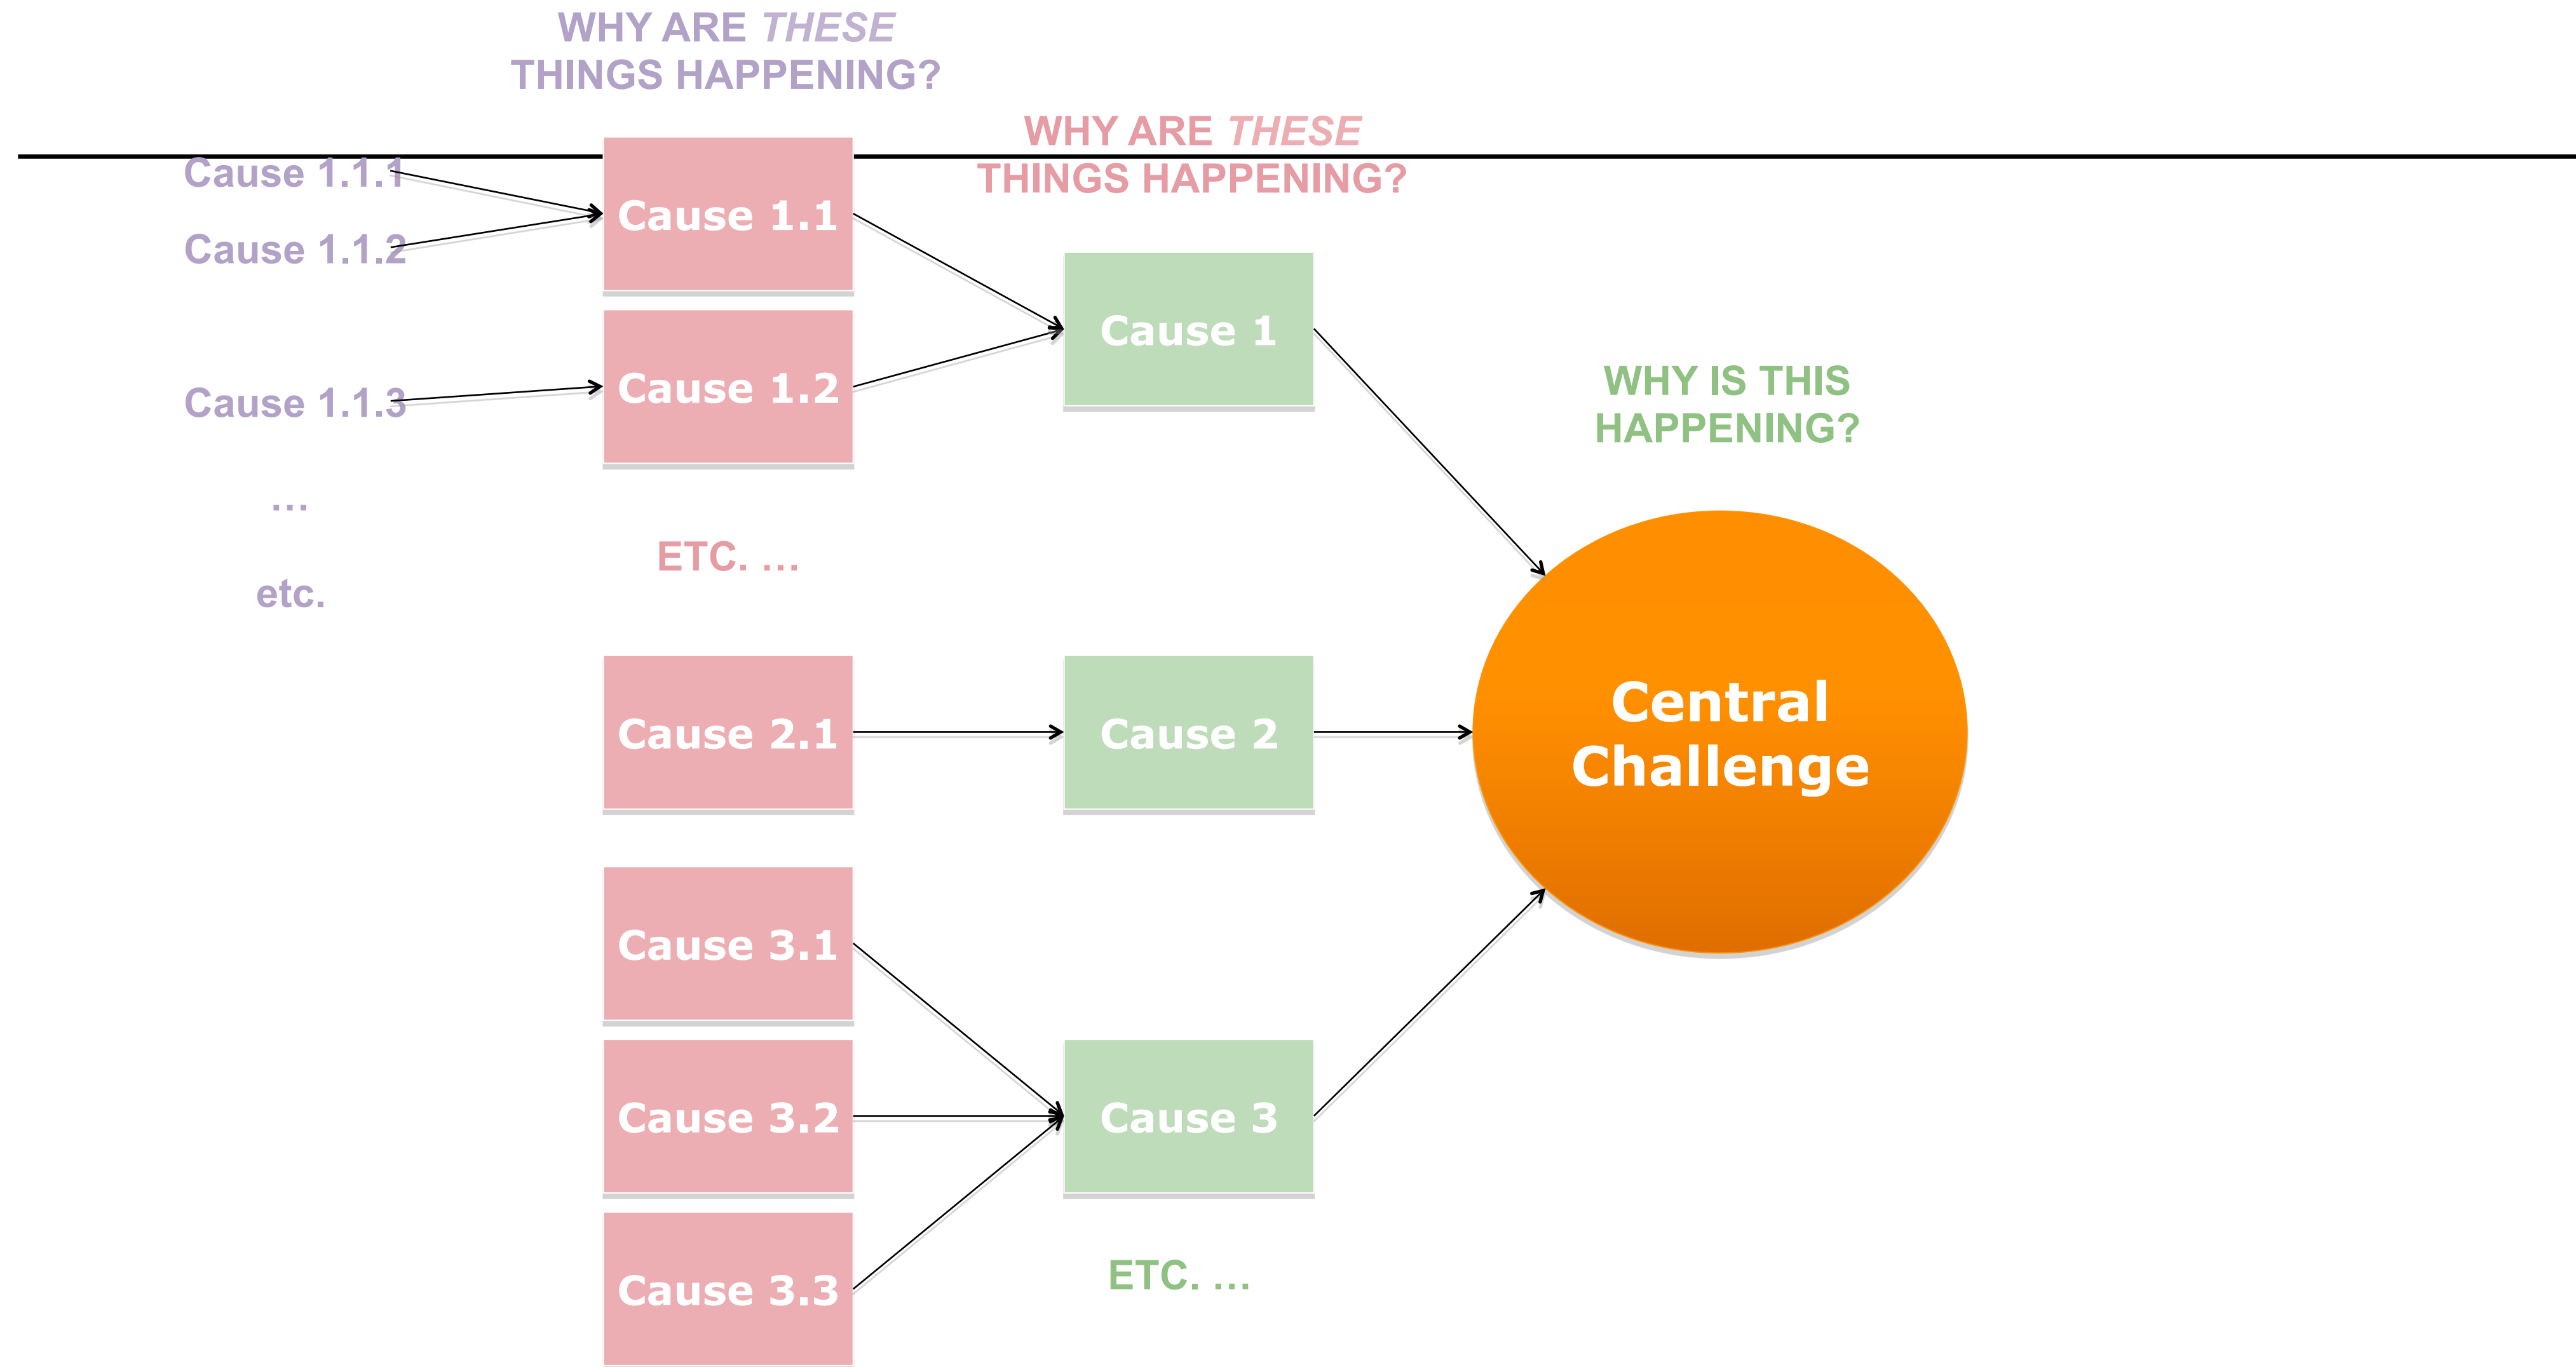 WHY ARE THESE
THINGS HAPPENING?
WHY ARE THESE
THINGS HAPPENING?
Cause 1.1.1
Cause 1.1.2
Cause 1.1.3
…
etc.
Cause 1.1
Cause 1.2
ETC. …
Cause 2.1
Cause 3.1
Cause 3.2
Cause 3.3
Cause 1
Cause 2
Cause 3
ETC. …
WHY IS THIS
HAPPENING?
Central
Challenge